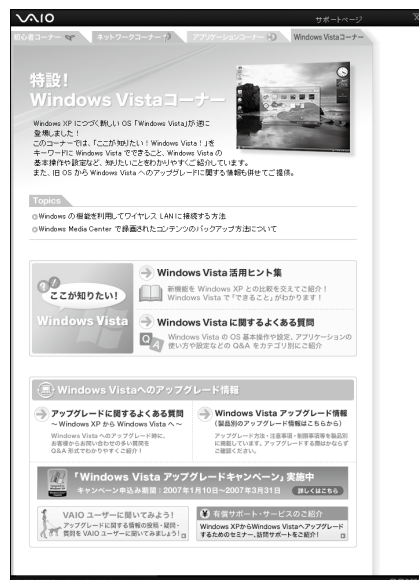 VAIO
サポートページ
初心者コーナー
ネットワークコーナー
アプリケーションコーナー
Windows Vistaコーナー
特設!
Windows Vistaコーナー
Windows XP につづく新しい OS「Windows Vista」が遂に
登場しました!
このコーナーでは、「ここが知りたい! Windows Vista !」を
キーワードに Windows Vista でできること、Windows Vista の
基本操作や設定など、知りたいことをわかりやすくご紹介しています。
また、旧 OS から Windows Vista へのアップグレードに関する情報も併せてご提供。
Topics
Windows の機能を利用してワイヤレス LANに接続する方法
Windows Media Center で録画されたコンテンツのバックアップ方法について
ここが知りたい!
Windows Vista
Windows Vista 活用ヒント集
新機能を Windows XP との比較を交えてご紹介!
Windows Vista で「できること」がわかります!
Windows Vista に関するよくある質問
Q A
Windows Vista の OS 基本操作や設定、アプリケーションの
使い方や設定などの Q&A をカテゴリ別にご紹介
Windows Vistaへのアップグレード情報
アップグレードに関するよくある質問
～ Windows XP から Windows Vista へ ～
Windows Vista へのアップグレード時に、
お客様からお問い合わせの多い質問を
Q&A 形式でわかりやすくご紹介!
Windows Vista アップグレード情報
(製品別のアップグレード情報はこちらから)
アップグレード方法・注意事項・制限事項等を製品別
に掲載しています。アップグレードする際はかならず
ご確認ください。
「Windows Vista アップグレードキャンペーン」実施中
キャンペーン申込み期間:2007年1月10日～2007年3月31日
詳しくはこちら
VAIO ユーザーに聞いてみよう!
アップグレードに関する情報の投稿・疑問・
質問を VAIO ユーザーに聞いてみましょう!
有償サポート・サービスのご紹介
Windows XPからWindows Vistaへアップグレード
するためのセミナー、訪問サポートをご紹介!